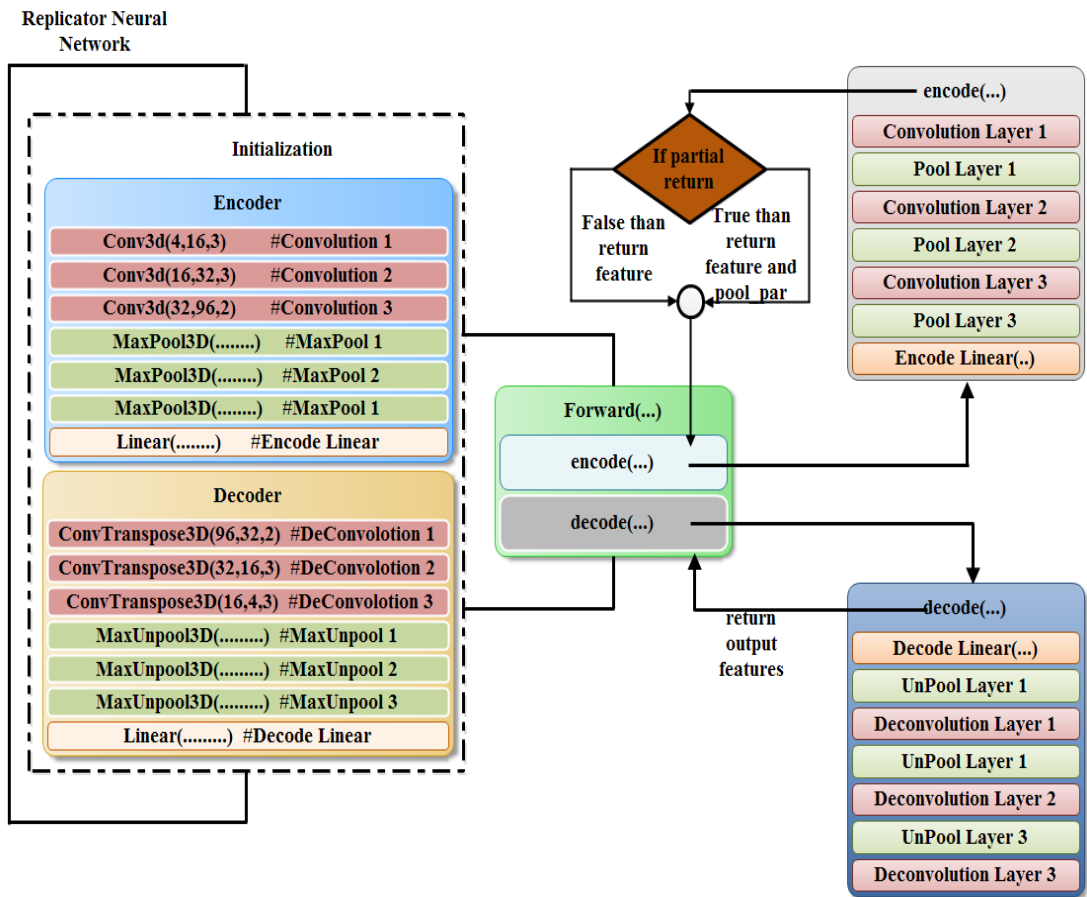 Replicator Neural
Network
Initialization
Encoder
Conv3d(4,16,3) #Convolution 1
Conv3d(16,32,3) #Convolution 2
Conv3d(32,96,2) #Convolution 3
MaxPool3D(........) #MaxPool 1
MaxPool3D(........) #MaxPool 2
MaxPool3D(........) #MaxPool 1
Linear(........) #Encode Linear
Decoder
ConvTranspose3D(96,32,2) #DeConvolotion 1
ConvTranspose3D(32,16,3) #DeConvolotion 2
ConvTranspose3D(16,4,3) #DeConvolotion 3
MaxUnpool3D(.........) #MaxUnpool 1
MaxUnpool3D(.........) #MaxUnpool 2
MaxUnpool3D(.........) #MaxUnpool 3
Linear(.........) #Decode Linear
If partial
return
False than
return
feature
True than
return
feature and
pool_par
Forward(...)
encode(...)
decode(...)
return
output
features
encode(...)
Convolution Layer 1
Pool Layer 1
Convolution Layer 2
Pool Layer 2
Convolution Layer 3
Pool Layer 3
Encode Linear(..)
decode(...)
Decode Linear(...)
UnPool Layer 1
Deconvolution Layer 1
UnPool Layer 1
Deconvolution Layer 2
UnPool Layer 3
Deconvolution Layer 3